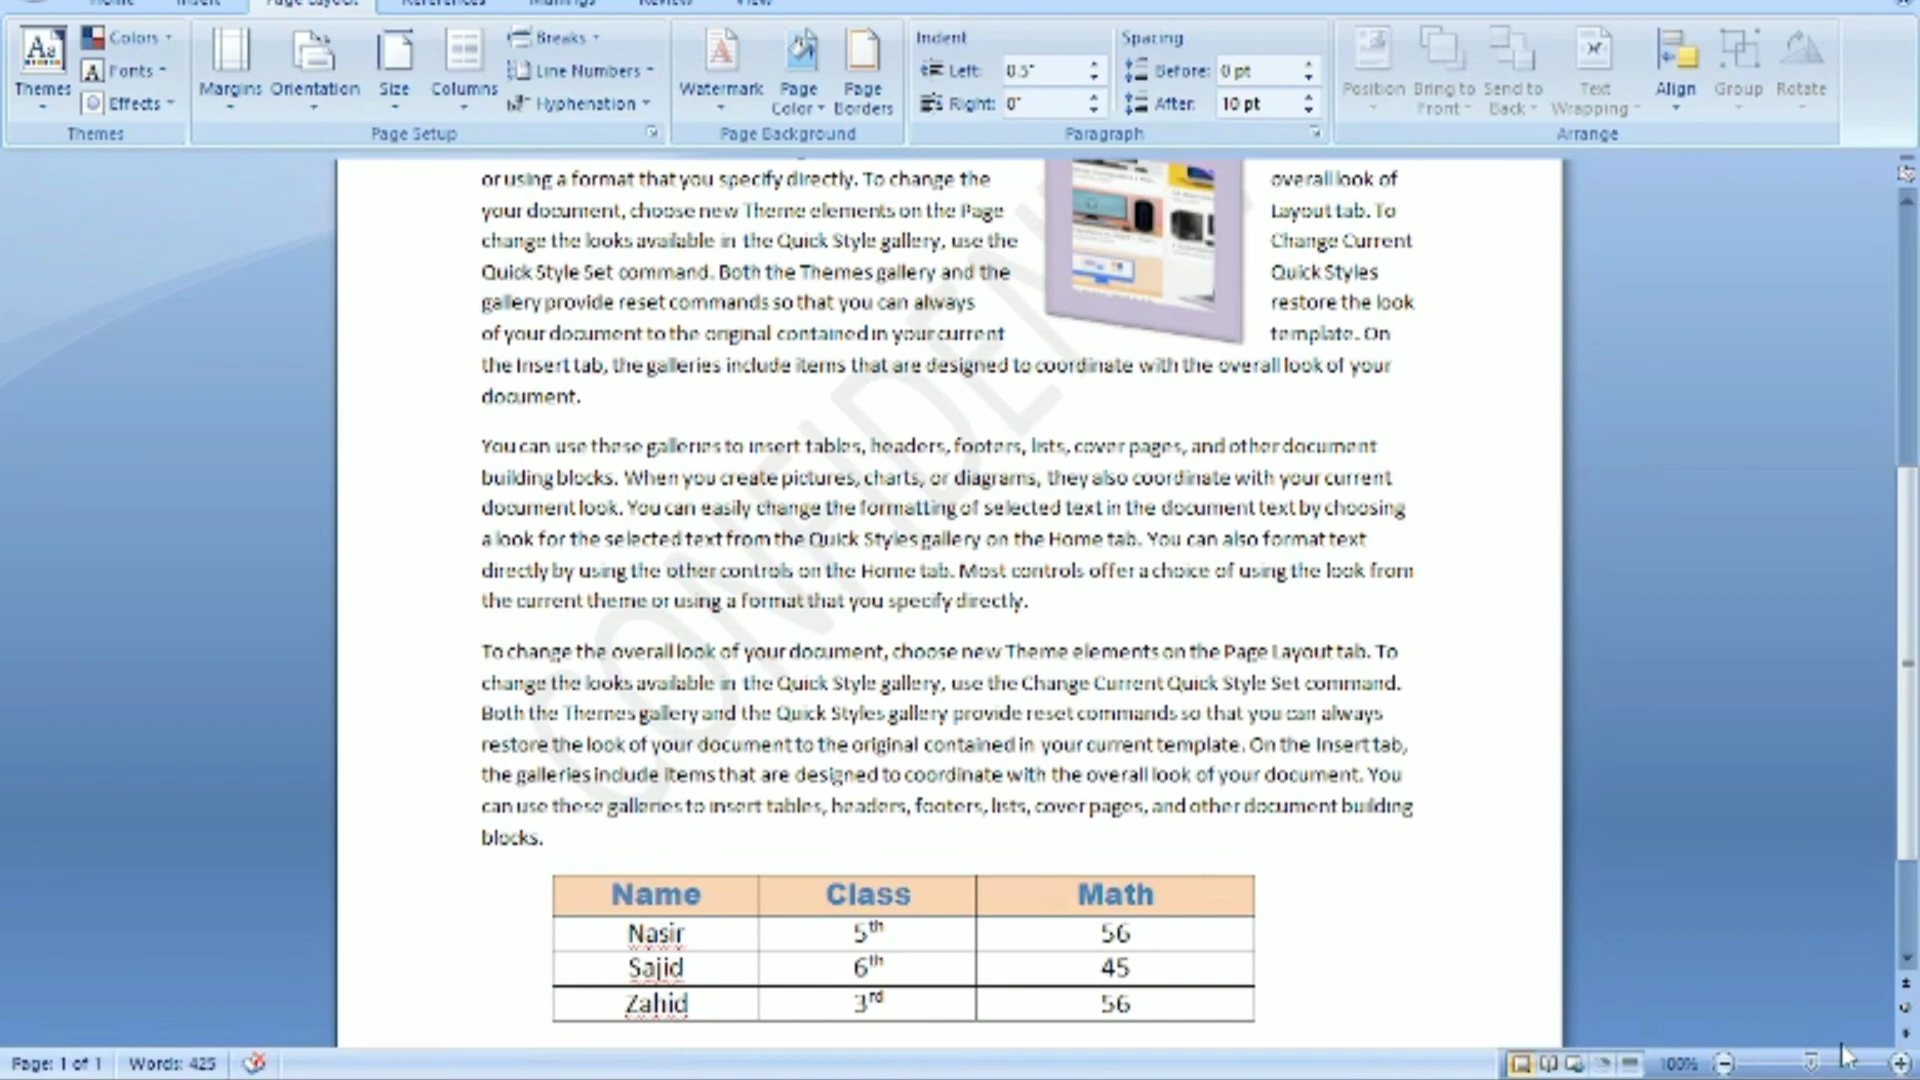 Home Insert Page Layout References Mailings Review View
Themes
Colors
Fonts
Effects
Themes
Margins Orientation Size Columns
Breaks
Line Numbers
Hyphenation
Page Setup
Watermark Page Color Page Borders
Page Background
Indent
Left: 0.5"
Right: 0"
Spacing
Before: 0 pt
After: 10 pt
Paragraph
Position Bring to Front Send to Back Text Wrapping Align Group Rotate
Arrange
or using a format that you specify directly. To change the overall look of
your document, choose new Theme elements on the Page Layout tab. To
change the looks available in the Quick Style gallery, use the Change Current
Quick Style Set command. Both the Themes gallery and the Quick Styles
gallery provide reset commands so that you can always restore the look
of your document to the original contained in your current template. On
the Insert tab, the galleries include items that are designed to coordinate with the overall look of your
document.
You can use these galleries to insert tables, headers, footers, lists, cover pages, and other document
building blocks. When you create pictures, charts, or diagrams, they also coordinate with your current
document look. You can easily change the formatting of selected text in the document text by choosing
a look for the selected text from the Quick Styles gallery on the Home tab. You can also format text
directly by using the other controls on the Home tab. Most controls offer a choice of using the look from
the current theme or using a format that you specify directly.
To change the overall look of your document, choose new Theme elements on the Page Layout tab. To
change the looks available in the Quick Style gallery, use the Change Current Quick Style Set command.
Both the Themes gallery and the Quick Styles gallery provide reset commands so that you can always
restore the look of your document to the original contained in your current template. On the Insert tab,
the galleries include items that are designed to coordinate with the overall look of your document. You
can use these galleries to insert tables, headers, footers, lists, cover pages, and other document building
blocks.
CONFIDEN
Name Class Math
Nasir 5th 56
Sajid 6th 45
Zahid 3rd 56
Page: 1 of 1 Words: 425 100%